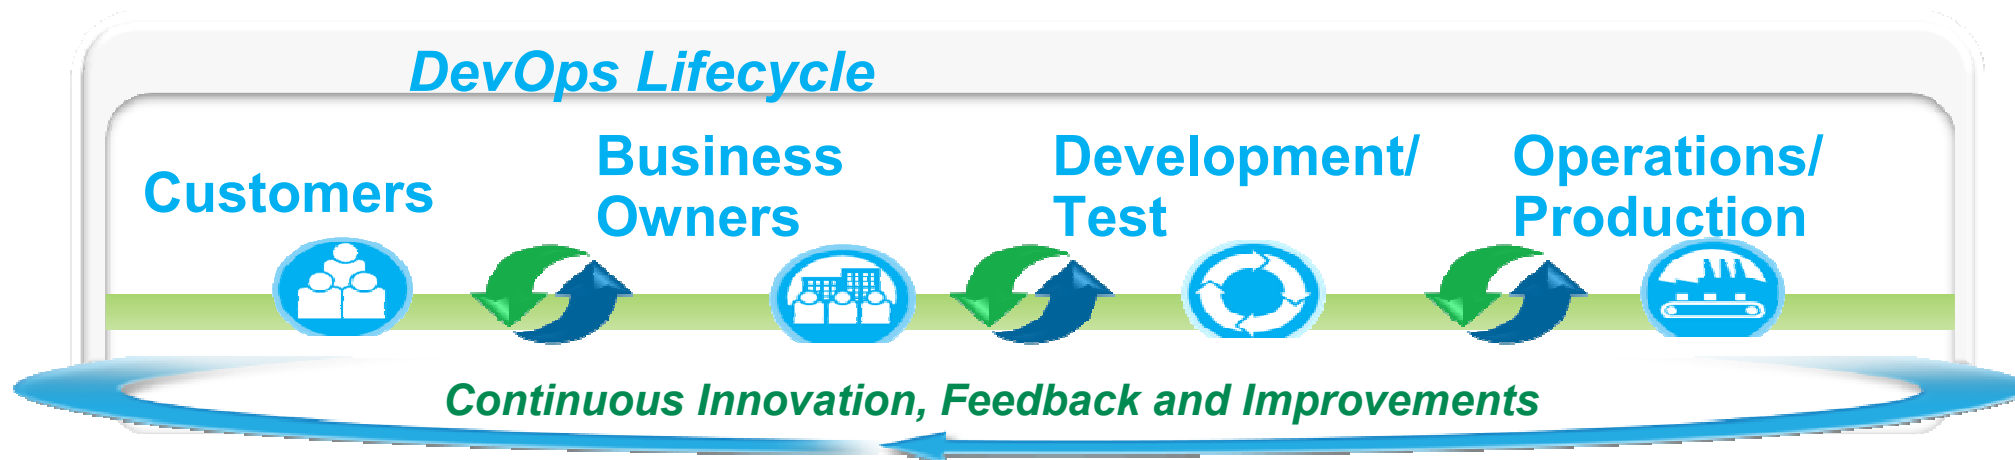 DevOps Lifecycle
Customers
Business
Owners
Development/
Test
Operations/
Production
Continuous Innovation, Feedback and Improvements